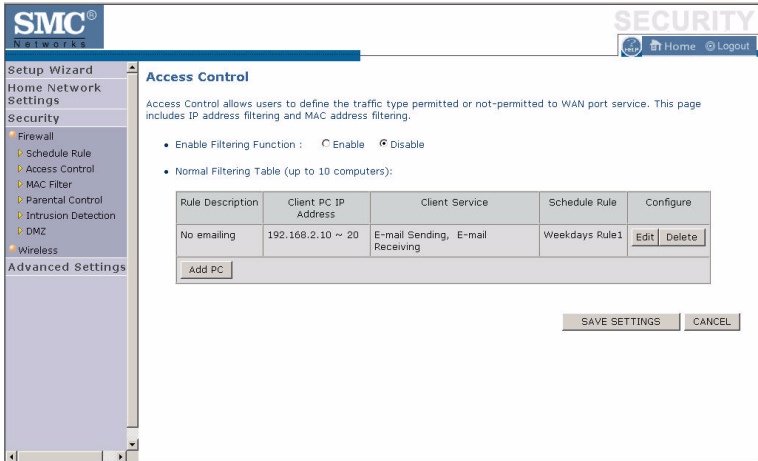 SMC®
Networks
SECURITY
HELP
Home
Logout
Setup Wizard
Home Network
Settings
Security
Firewall
Schedule Rule
Access Control
MAC Filter
Parental Control
Intrusion Detection
DMZ
Wireless
Advanced Settings
Access Control
Access Control allows users to define the traffic type permitted or not-permitted to WAN port service. This page
includes IP address filtering and MAC address filtering.
• Enable Filtering Function : Enable Disable
• Normal Filtering Table (up to 10 computers):
Rule Description Client PC IP Address Client Service Schedule Rule Configure
No emailing 192.168.2.10 ~ 20 E-mail Sending, E-mail Receiving Weekdays Rule1 Edit Delete
Add PC
SAVE SETTINGS CANCEL